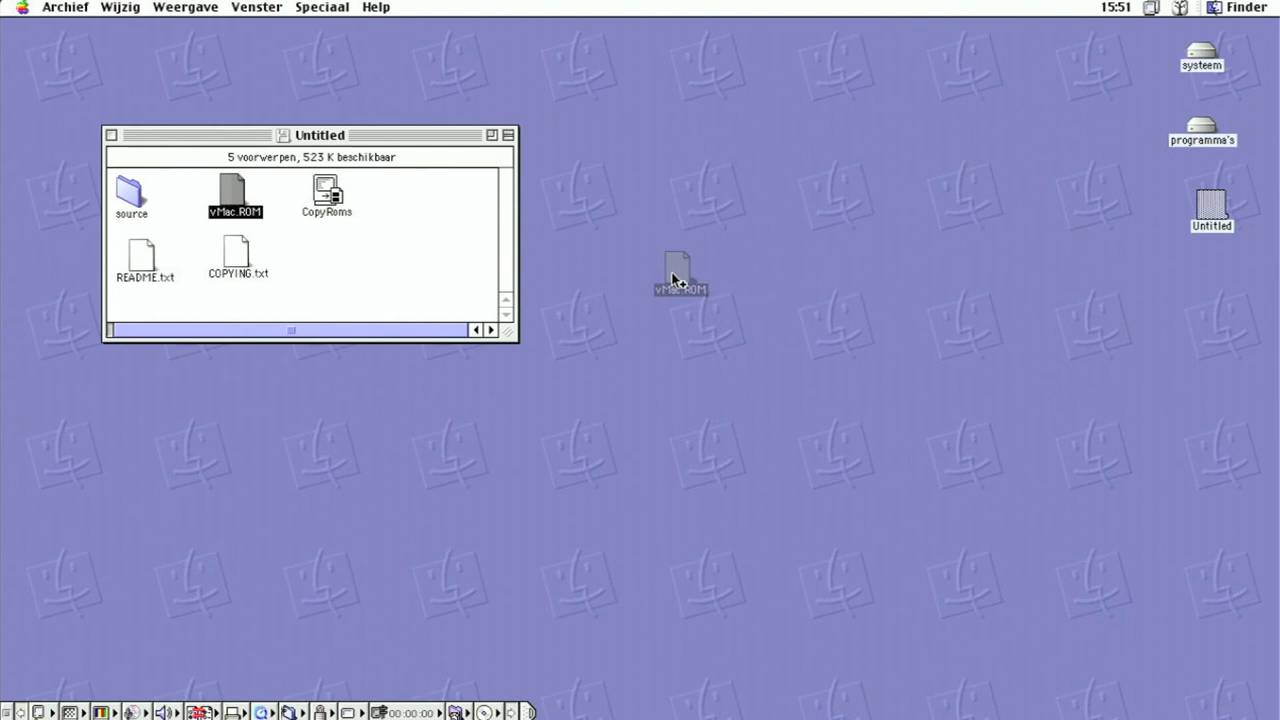 Archief Wijzig Weergave Venster Speciaal Help 15:51 Finder
systeem
programma's
Untitled
Untitled
5 voorwerpen, 523 K beschikbaar
source
vMac.ROM
CopyRoms
README.txt
COPYING.txt
vMac.ROM
00:00:00